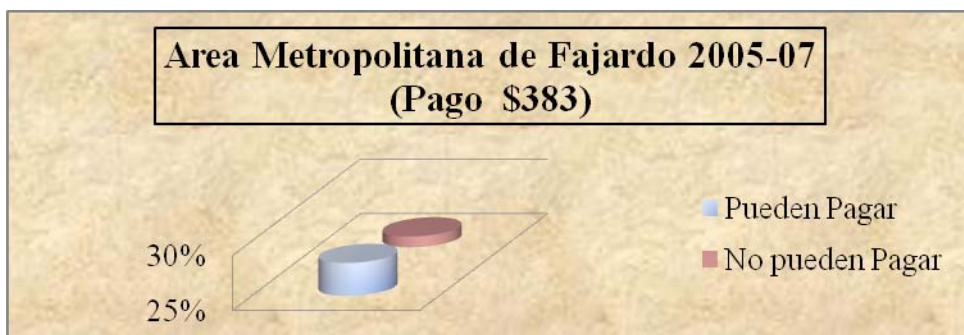 Area Metropolitana de Fajardo 2005-07
(Pago $383)
Pueden Pagar
No pueden Pagar
30%
25%